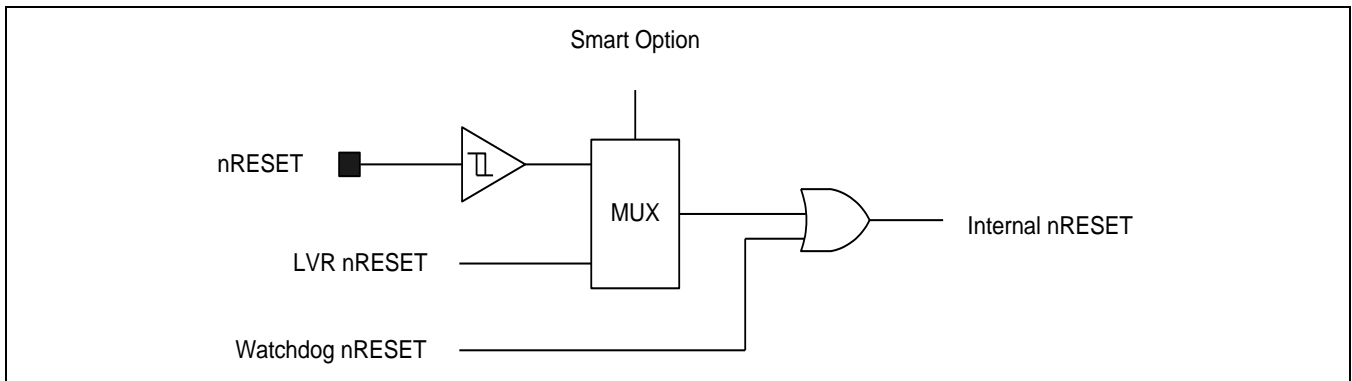 Smart Option
nRESET
MUX
Internal nRESET
LVR nRESET
Watchdog nRESET